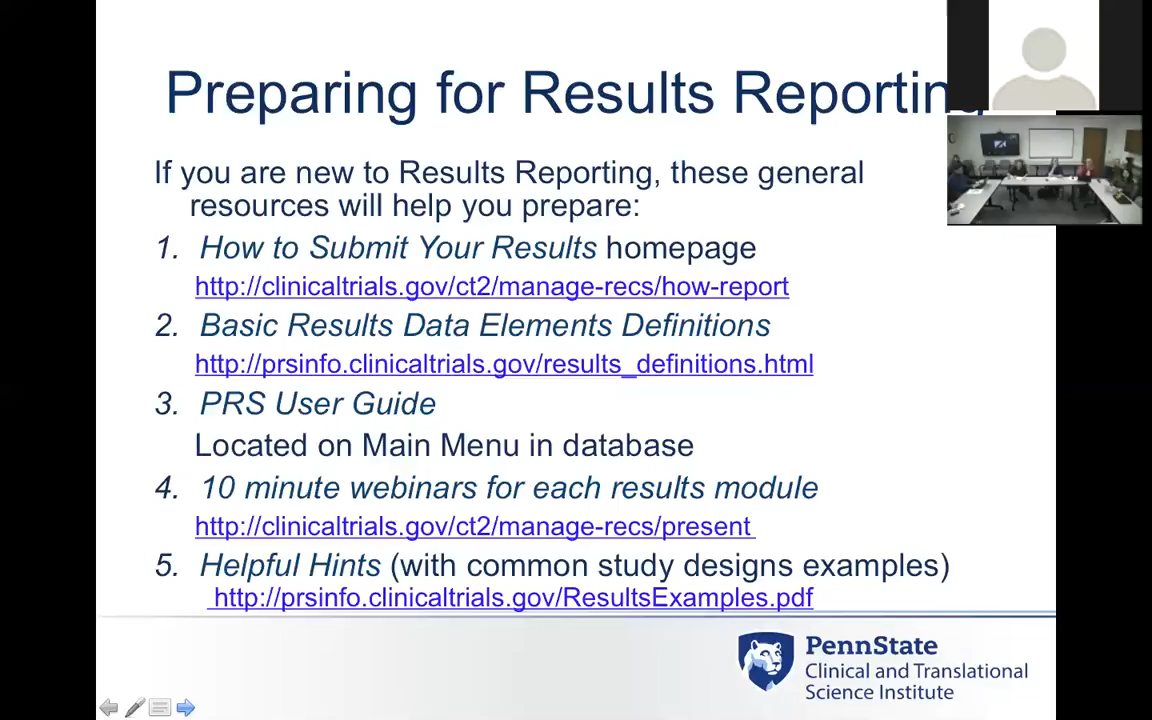 Preparing for Results Reporting
If you are new to Results Reporting, these general
resources will help you prepare:
1. How to Submit Your Results homepage
http://clinicaltrials.gov/ct2/manage-recs/how-report
2. Basic Results Data Elements Definitions
http://prsinfo.clinicaltrials.gov/results_definitions.html
3. PRS User Guide
Located on Main Menu in database
4. 10 minute webinars for each results module
http://clinicaltrials.gov/ct2/manage-recs/present
5. Helpful Hints (with common study designs examples)
http://prsinfo.clinicaltrials.gov/ResultsExamples.pdf
PennState
Clinical and Translational
Science Institute